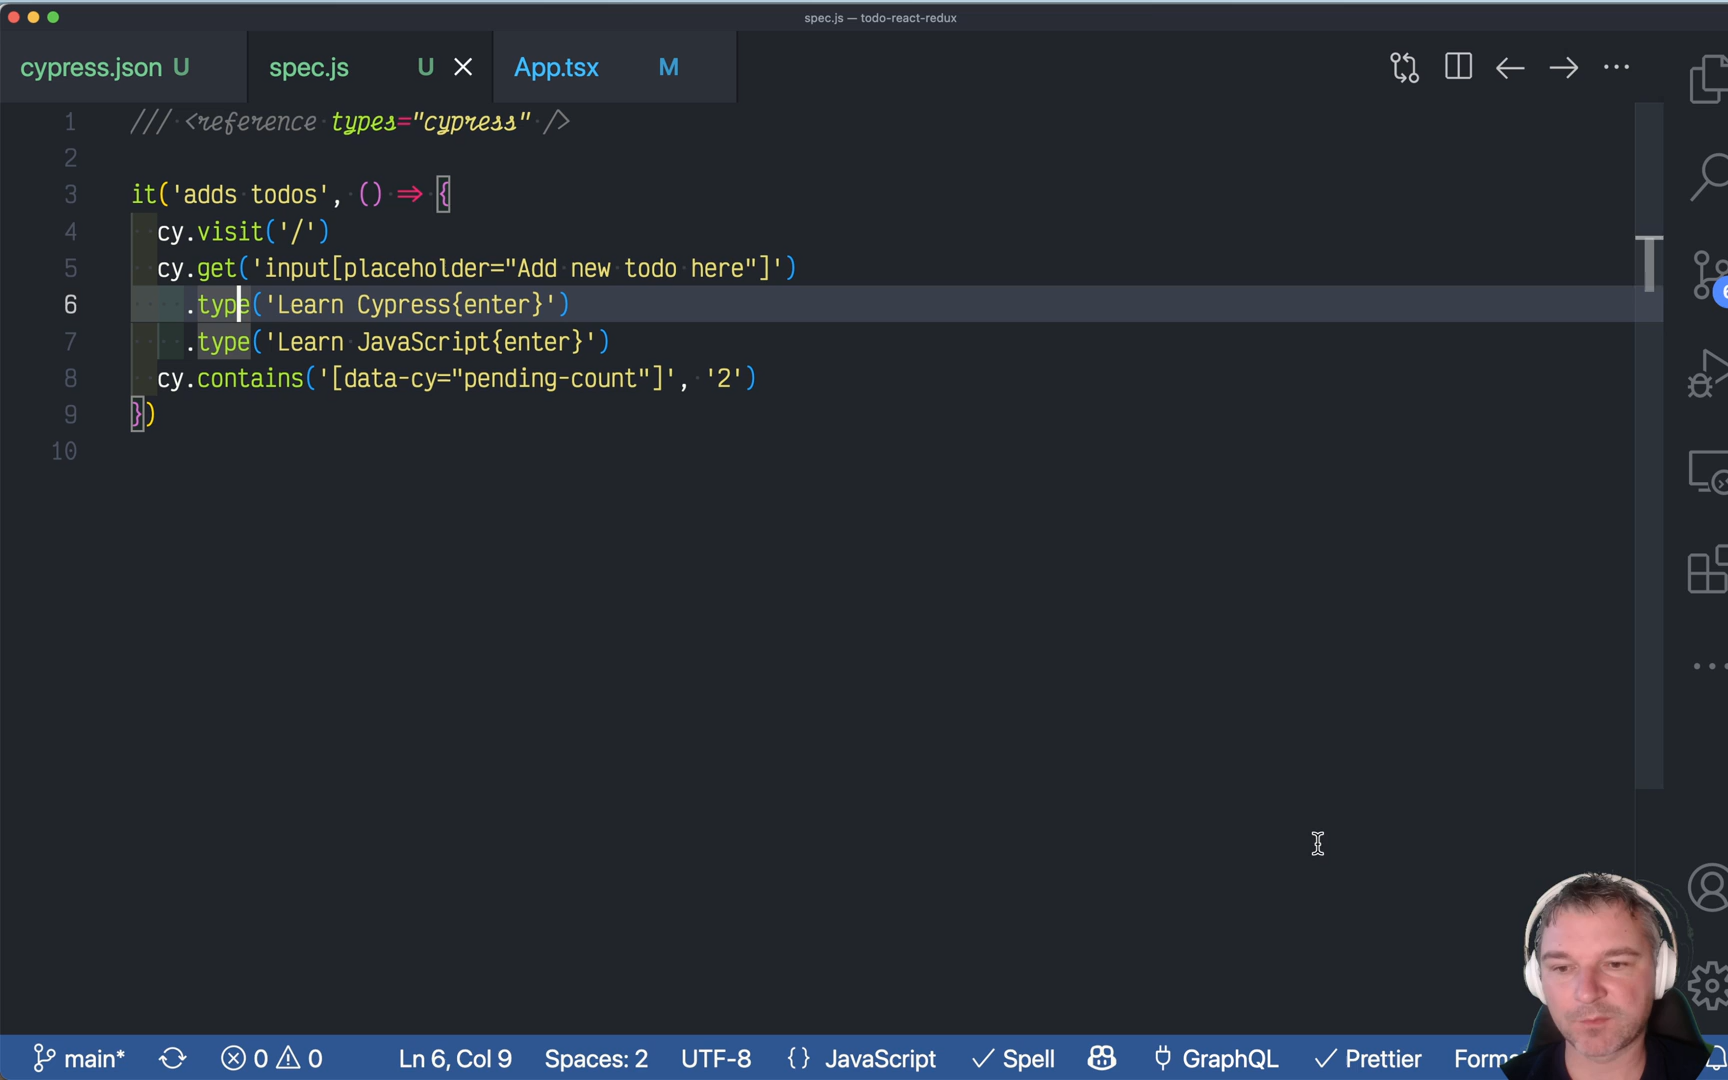 spec.js — todo-react-redux
cypress.json U
spec.js U
App.tsx M
1 /// <reference types="cypress" />
2
3 it('adds todos', () => {
4 cy.visit('/')
5 cy.get('input[placeholder="Add new todo here"]')
6 .type('Learn Cypress{enter}')
7 .type('Learn JavaScript{enter}')
8 cy.contains('[data-cy="pending-count"]', '2')
9 })
10
main* 0 0 Ln 6, Col 9 Spaces: 2 UTF-8 {} JavaScript Spell GraphQL Prettier